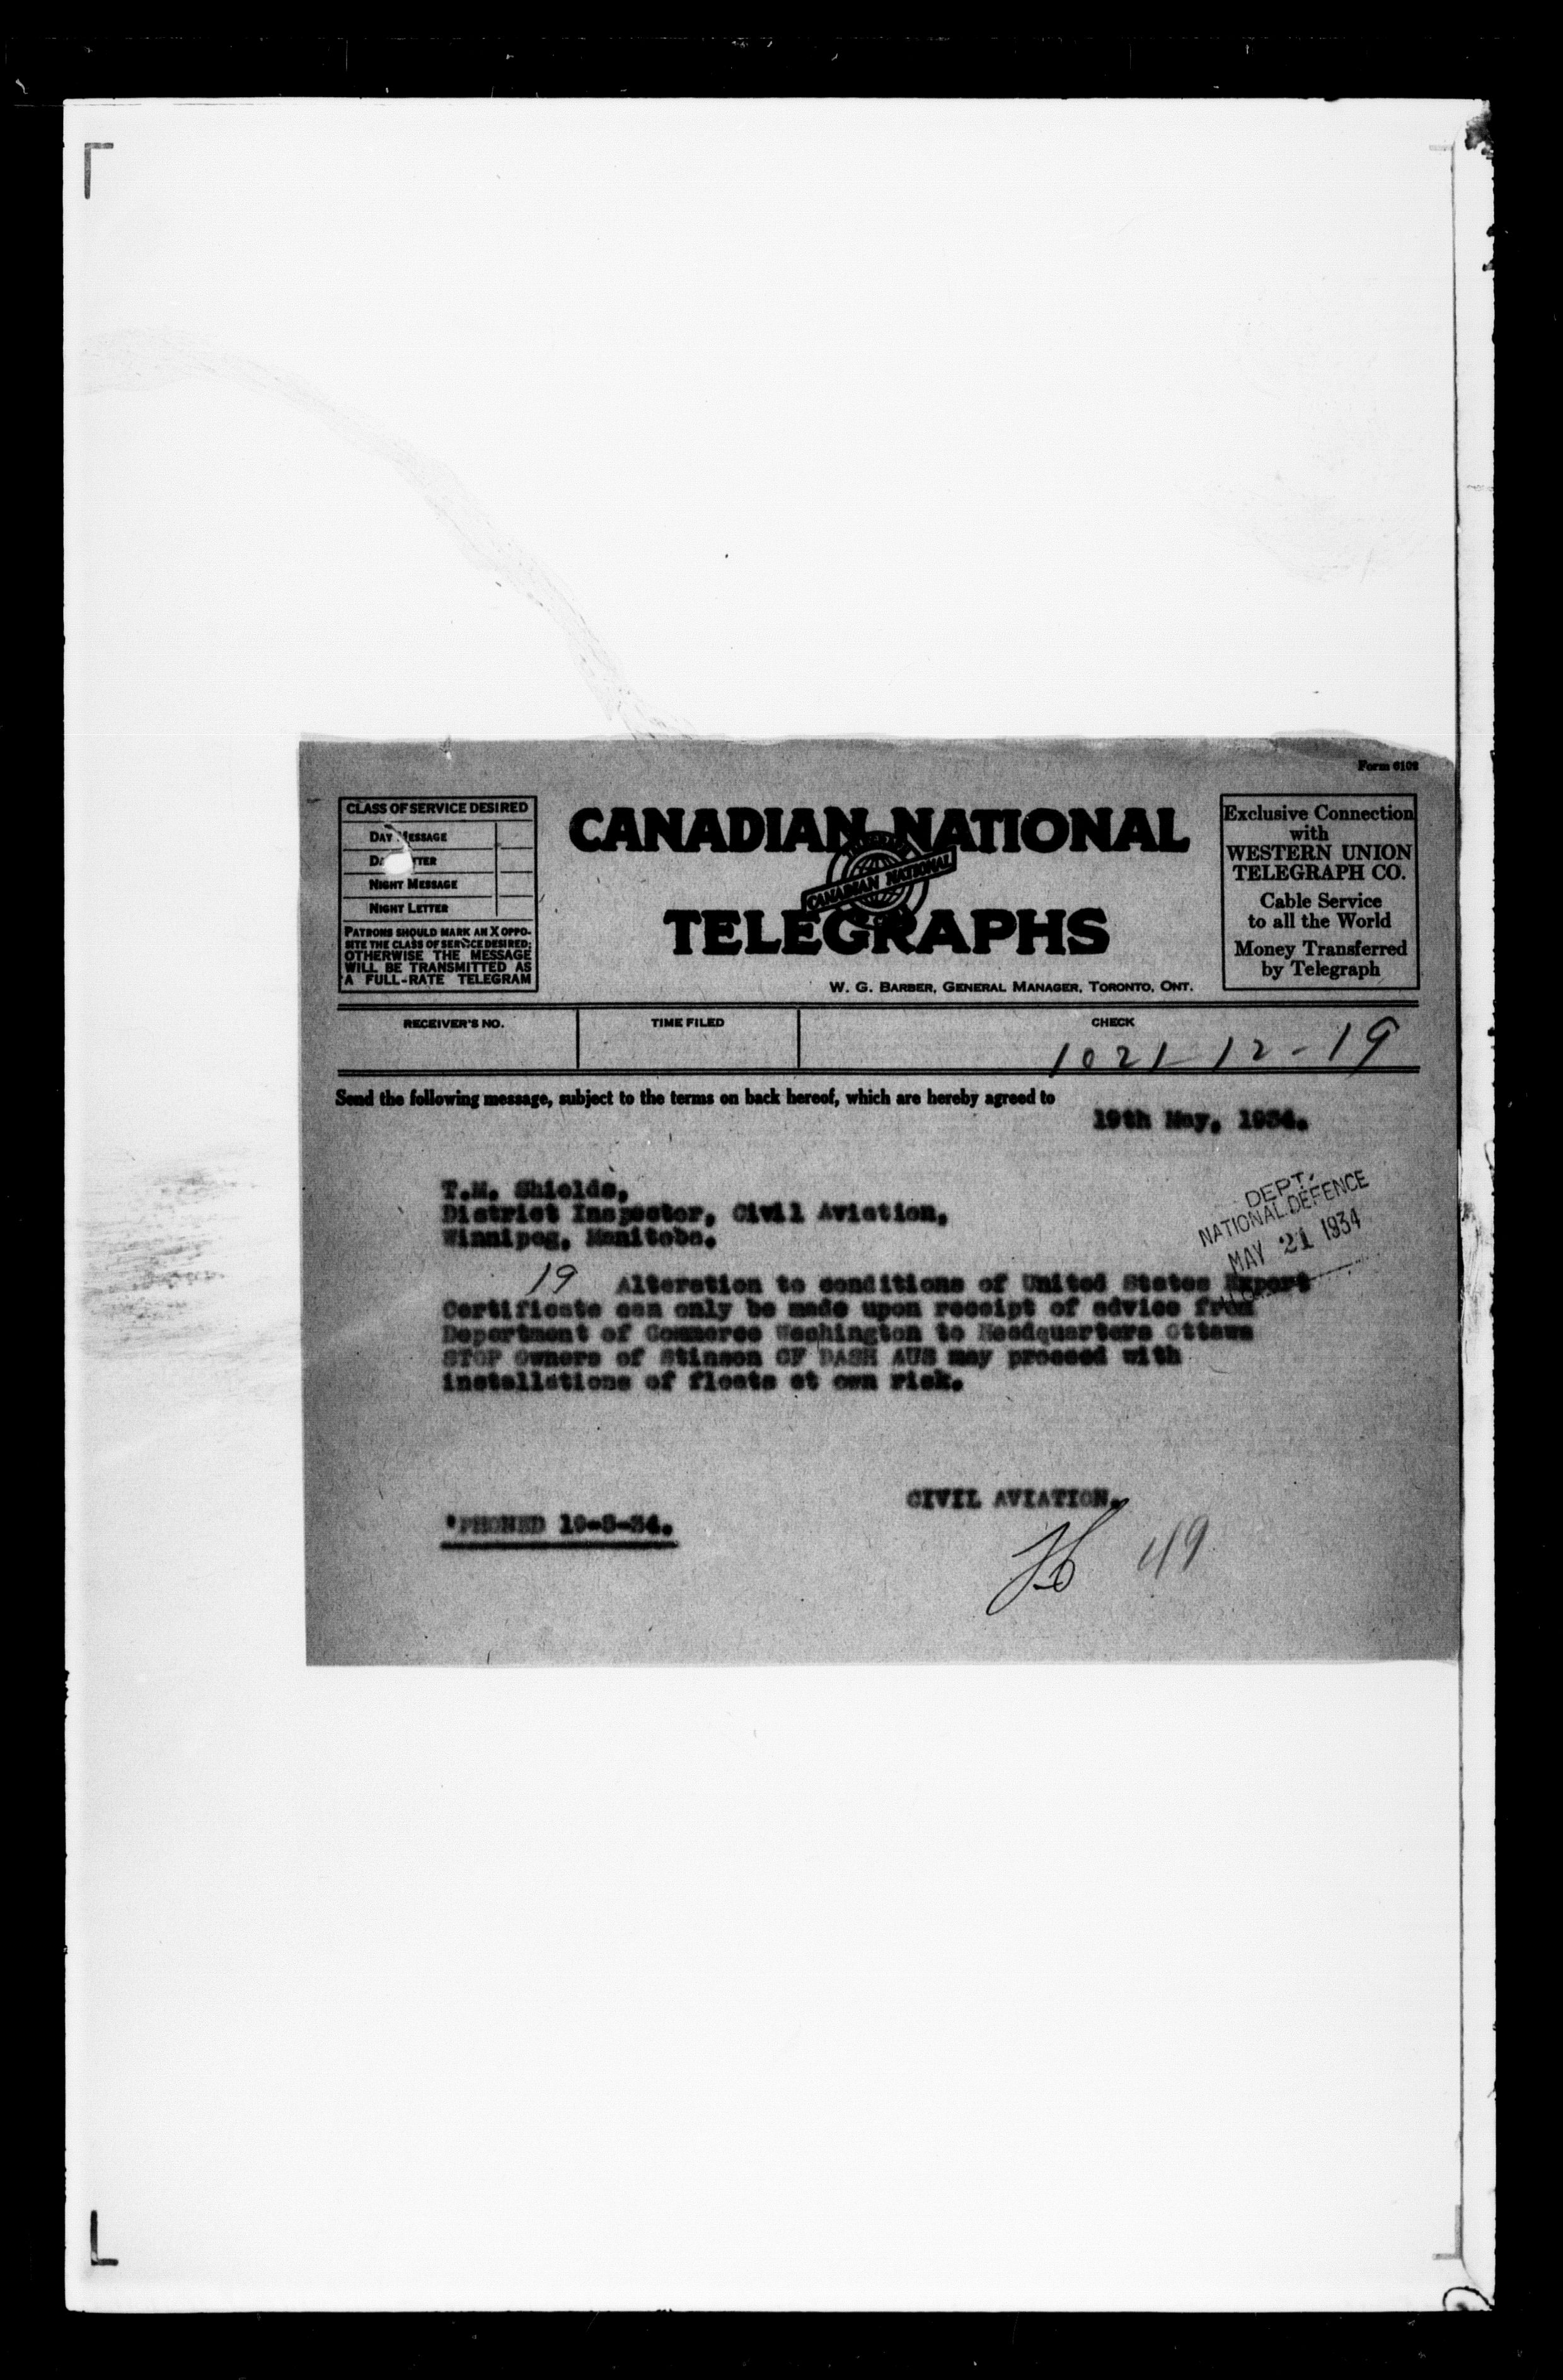 Form 6102
CLASS OF SERVICE DESIRED
DAY MESSAGE
NIGHT MESSAGE
NIGHT LETTER
PATRONS SHOULD MARK AN X OPPO-
SITE THE CLASS OF SERVICE DESIRED;
OTHERWISE THE MESSAGE
WILL BE TRANSMITTED AS
A FULL-RATE TELEGRAM
CANADIAN NATIONAL
CANADIAN NATIONAL
TELEGRAPHS
W. G. BARBER, GENERAL MANAGER, TORONTO, ONT.
Exclusive Connection
with
WESTERN UNION
TELEGRAPH CO.
Cable Service
to all the World
Money Transferred
by Telegraph
RECEIVER'S NO.
TIME FILED
CHECK
1021-12-19
Send the following message, subject to the terms on back hereof, which are hereby agreed to
19th May, 1934.
T.M. Shields,
District Inspector, Civil Aviation,
Winnipeg, Manitoba.
DEPT.
NATIONAL DEFENCE
MAY 21 1934
19 Alteration to conditions of United States Export
Certificate can only be made upon receipt of advice from
Department of Commerce Washington to Headquarters Ottawa
STOP Owners of Stinson CF DASH AUS may proceed with
installations of floats at own risk.
CIVIL AVIATION.
'PHONED 19-5-34.
49